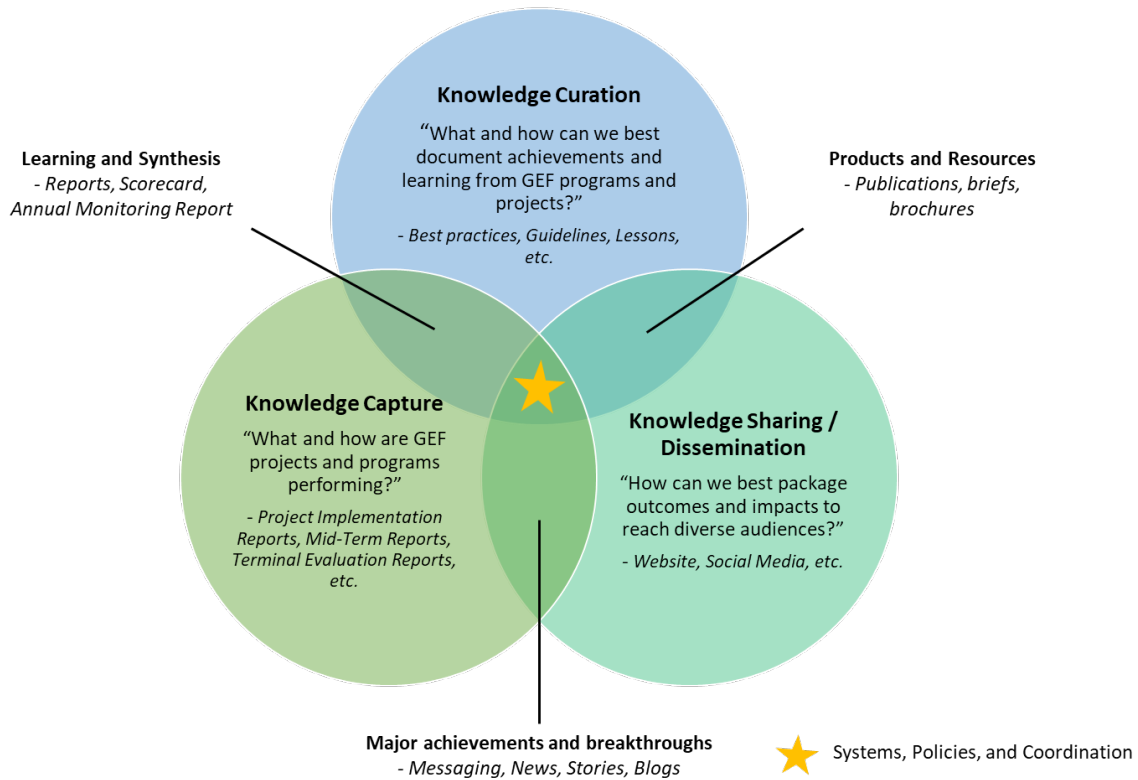 Knowledge Curation
“What and how can we best
document achievements and
learning from GEF programs and
projects?”
- Best practices, Guidelines, Lessons,
etc.
Learning and Synthesis
- Reports, Scorecard,
Annual Monitoring Report
Products and Resources
- Publications, briefs,
brochures
Knowledge Capture
“What and how are GEF
projects and programs
performing?”
- Project Implementation
Reports, Mid-Term Reports,
Terminal Evaluation Reports,
etc.
Knowledge Sharing /
Dissemination
“How can we best package
outcomes and impacts to
reach diverse audiences?”
- Website, Social Media, etc.
Major achievements and breakthroughs
- Messaging, News, Stories, Blogs
Systems, Policies, and Coordination